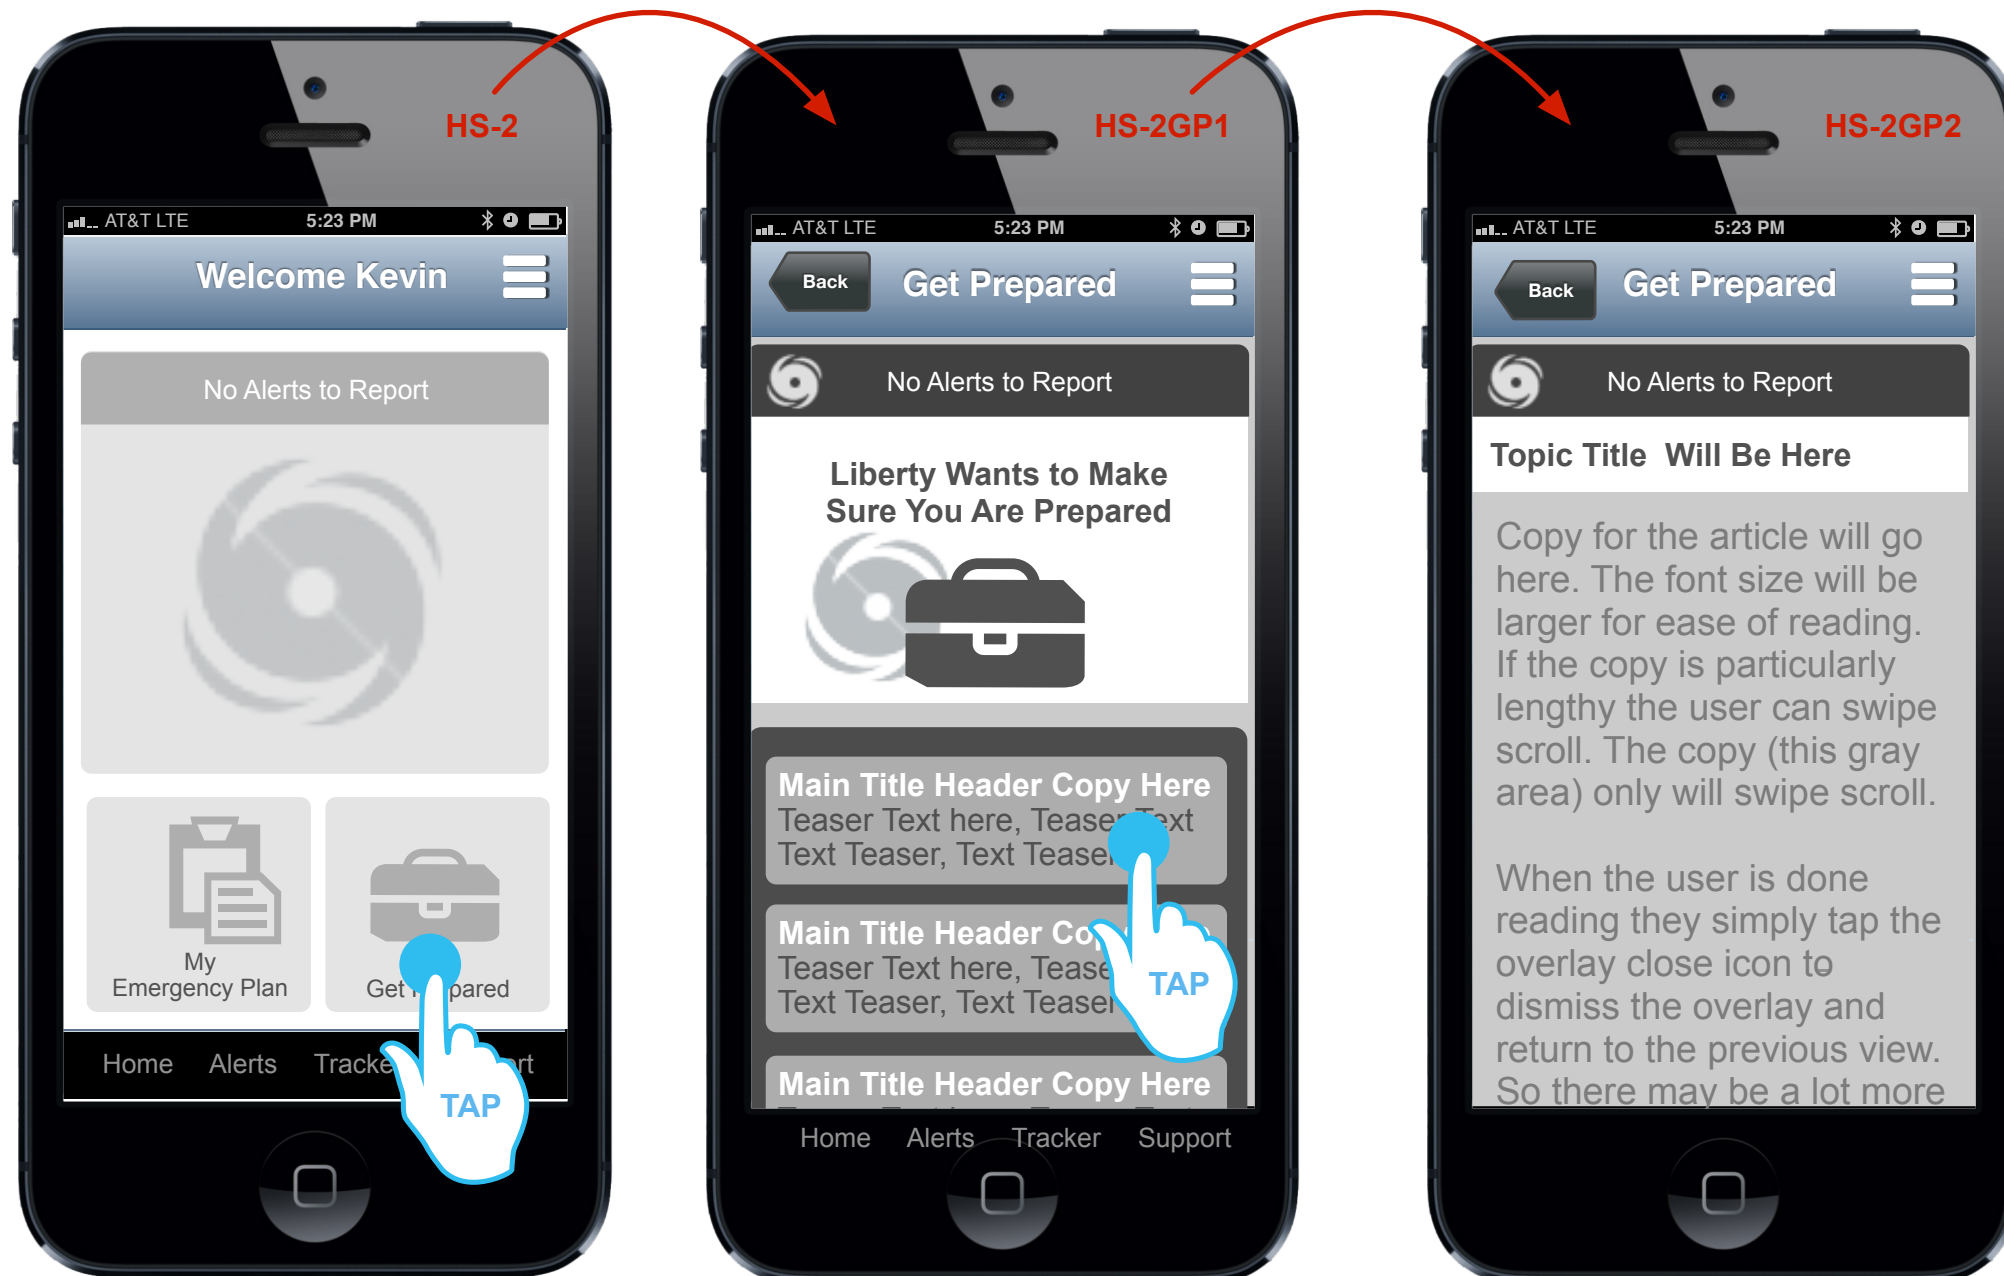 HS-2
AT&T LTE 5:23 PM
Welcome Kevin
No Alerts to Report
My
Emergency Plan
Get
Home Alerts
TAP
HS-2GP1
AT&T LTE 5:23 PM
Back
Get Prepared
No Alerts to Report
Liberty Wants to Make
Sure You Are Prepared
Main Title Header Copy Here
Teaser Text here, Teaser Text
Text Teaser, Text Teaser
Main Title Header
Teaser Text here,
Text Teaser, Text Teaser
TAP
Main Title Header Copy Here
Home Alerts Tracker Support
HS-2GP2
AT&T LTE 5:23 PM
Back
Get Prepared
No Alerts to Report
Topic Title Will Be Here
Copy for the article will go
here. The font size will be
larger for ease of reading.
If the copy is particularly
lengthy the user can swipe
scroll. The copy (this gray
area) only will swipe scroll.
When the user is done
reading they simply tap the
overlay close icon to
dismiss the overlay and
return to the previous view.
So there may be a lot more